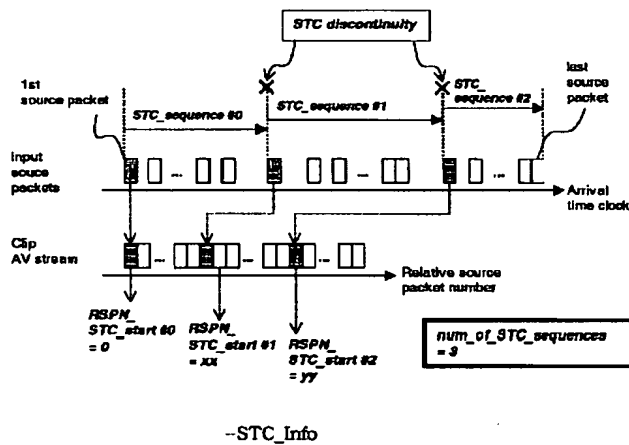 STC discontinuity
1st
source packet
STC_sequence #0
STC_sequence #1
STC_
sequence #2
last
source
packet
Input
souce
packets
...
...
...
Arrival
time clock
Clip
AV stream
...
...
...
Relative source
packet number
RSPN_
STC_start #0
= 0
RSPN_
STC_start #1
= xx
RSPN_
STC_start #2
= yy
num_of_STC_sequences
= 3
--STC_Info